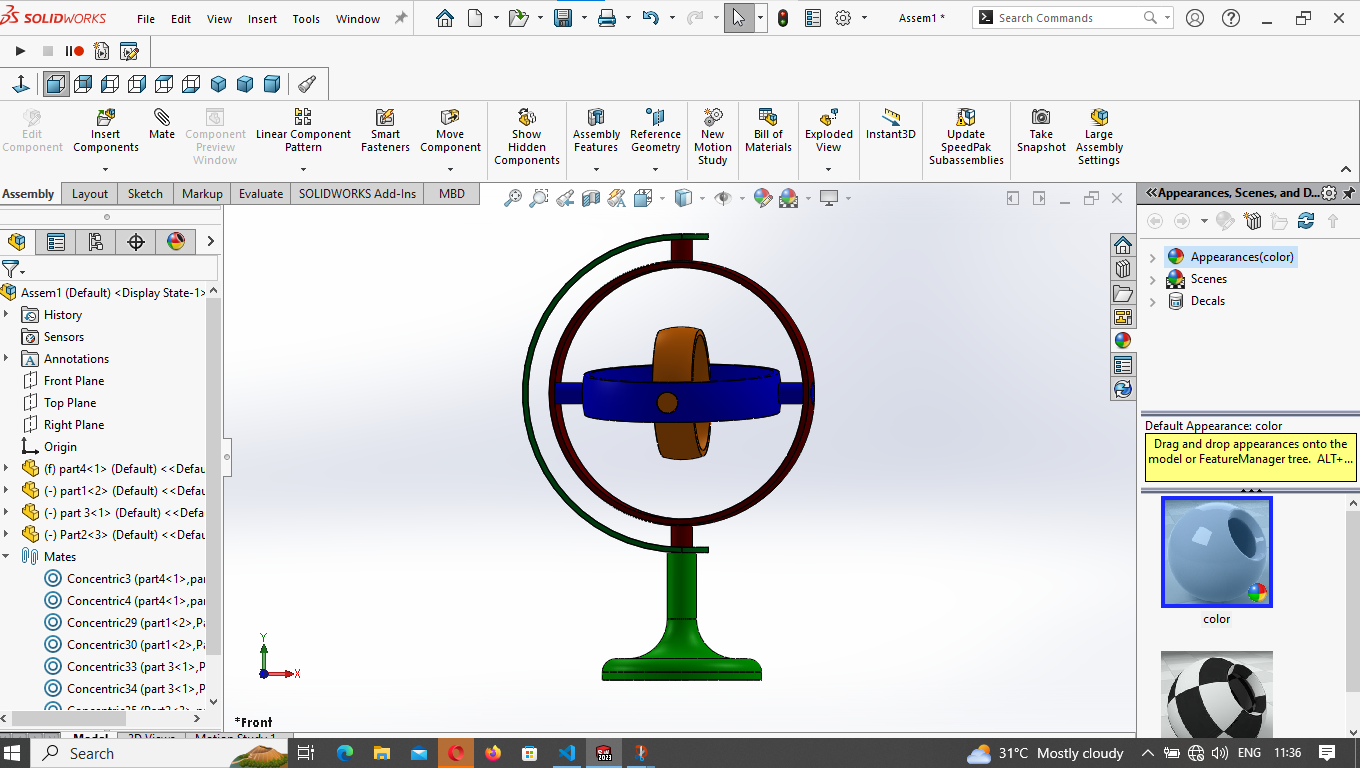 SOLIDWORKS File Edit View Insert Tools Window Assem1 * Search Commands
Edit Component
Insert Components
Mate
Component Preview Window
Linear Component Pattern
Smart Fasteners
Move Component
Show Hidden Components
Assembly Features
Reference Geometry
New Motion Study
Bill of Materials
Exploded View
Instant3D
Update SpeedPak Subassemblies
Take Snapshot
Large Assembly Settings
Assembly Layout Sketch Markup Evaluate SOLIDWORKS Add-Ins MBD
Assem1 (Default) <Display State-1>
History
Sensors
Annotations
Front Plane
Top Plane
Right Plane
Origin
(f) part4<1> (Default) <<Defau
(-) part1<2> (Default) <<Defau
(-) part 3<1> (Default) <<Defa
(-) Part2<3> (Default) <<Defau
Mates
Concentric3 (part4<1>,par
Concentric4 (part4<1>,par
Concentric29 (part1<2>,Pa
Concentric30 (part1<2>,Pa
Concentric33 (part 3<1>,P
Concentric34 (part 3<1>,P
Y
X
*Front
Model 3D Views Motion Study 1
Appearances, Scenes, and D...
Appearances(color)
Scenes
Decals
Default Appearance: color
Drag and drop appearances onto the
model or FeatureManager tree. ALT+...
color
Search
2023
31°C Mostly cloudy ENG 11:36